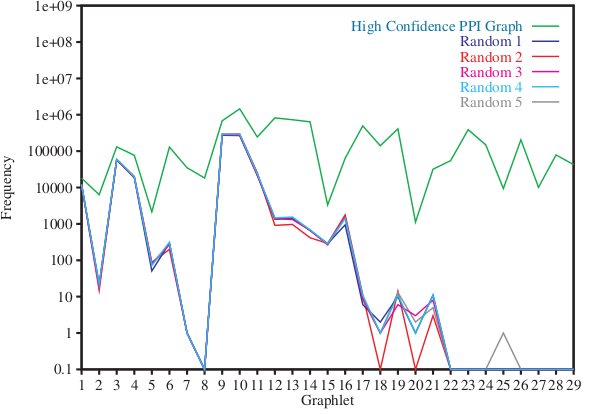 1e+09
1e+08
1e+07
1e+06
100000
10000
1000
100
10
1
0.1
Frequency
High Confidence PPI Graph
Random 1
Random 2
Random 3
Random 4
Random 5
1 2 3 4 5 6 7 8 9 10 11 12 13 14 15 16 17 18 19 20 21 22 23 24 25 26 27 28 29
Graphlet